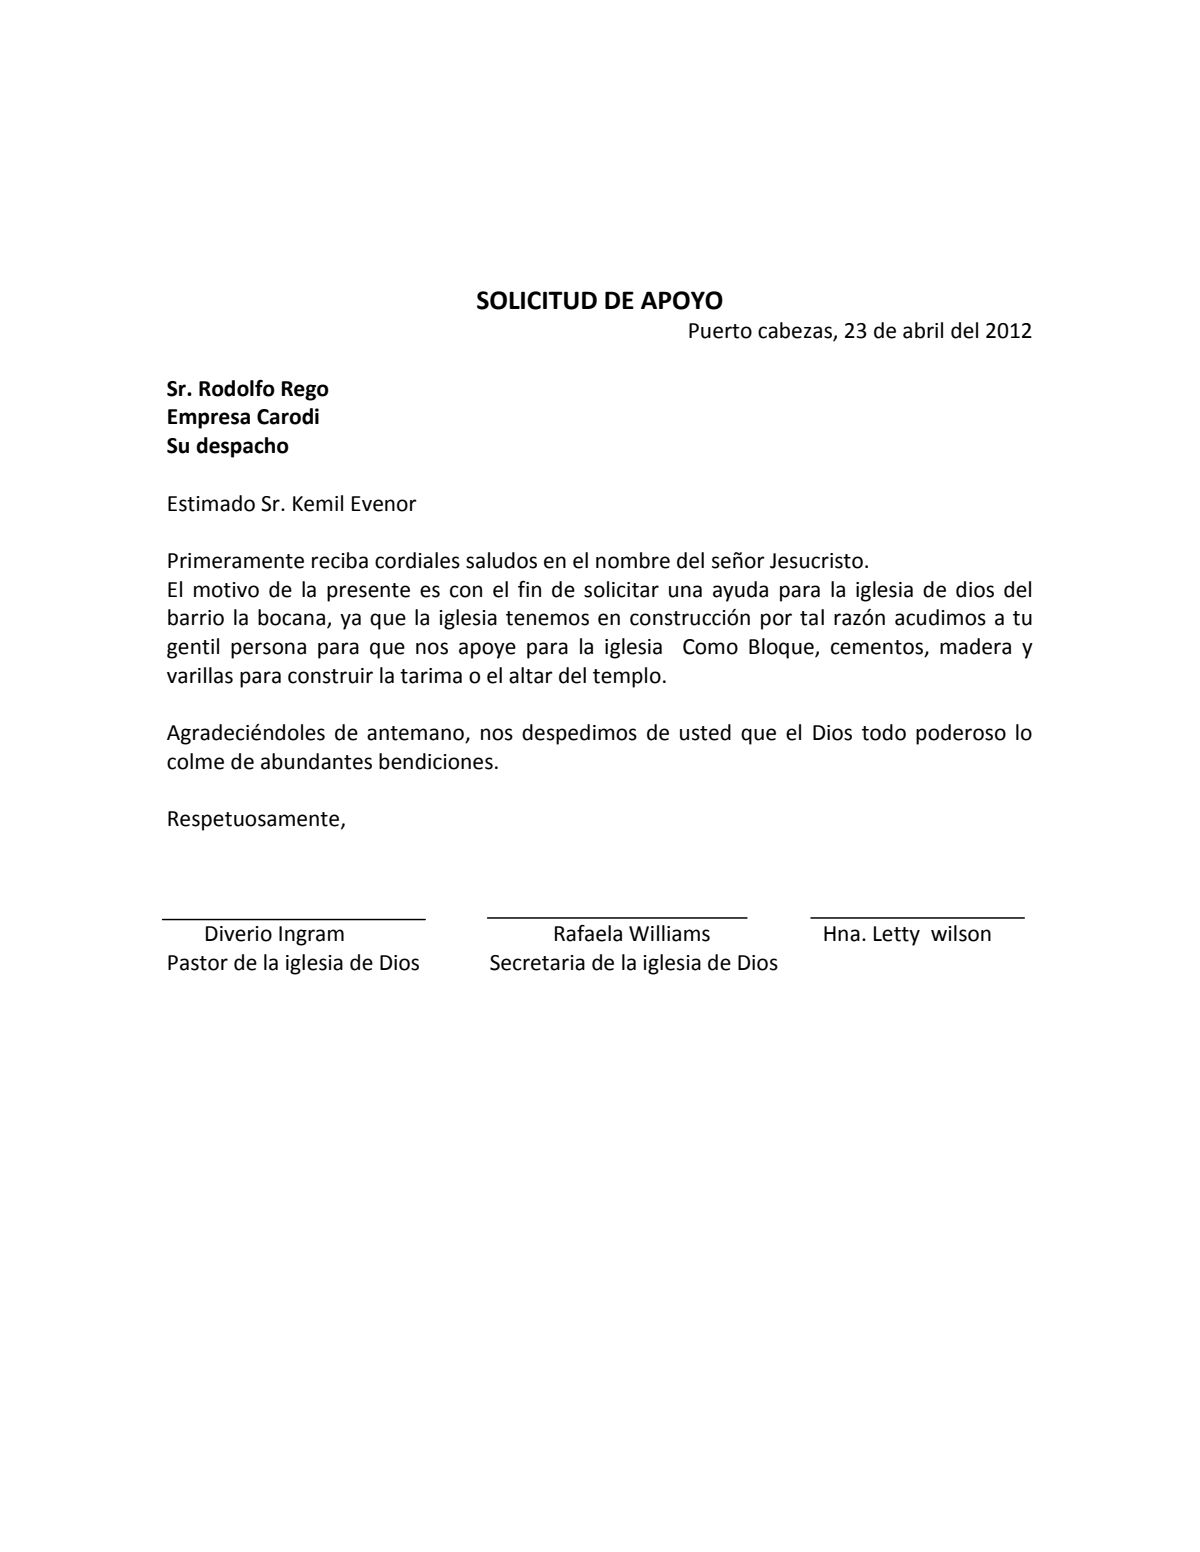 SOLICITUD DE APOYO
Puerto cabezas, 23 de abril del 2012
Sr. Rodolfo Rego
Empresa Carodi
Su despacho
Estimado Sr. Kemil Evenor
Primeramente reciba cordiales saludos en el nombre del señor Jesucristo.
El motivo de la presente es con el fin de solicitar una ayuda para la iglesia de dios del
barrio la bocana, ya que la iglesia tenemos en construcción por tal razón acudimos a tu
gentil persona para que nos apoye para la iglesia  Como Bloque, cementos, madera y
varillas para construir la tarima o el altar del templo.
Agradeciéndoles de antemano, nos despedimos de usted que el Dios todo poderoso lo
colme de abundantes bendiciones.
Respetuosamente,
Diverio Ingram Rafaela Williams Hna. Letty  wilson
Pastor de la iglesia de Dios Secretaria de la iglesia de Dios